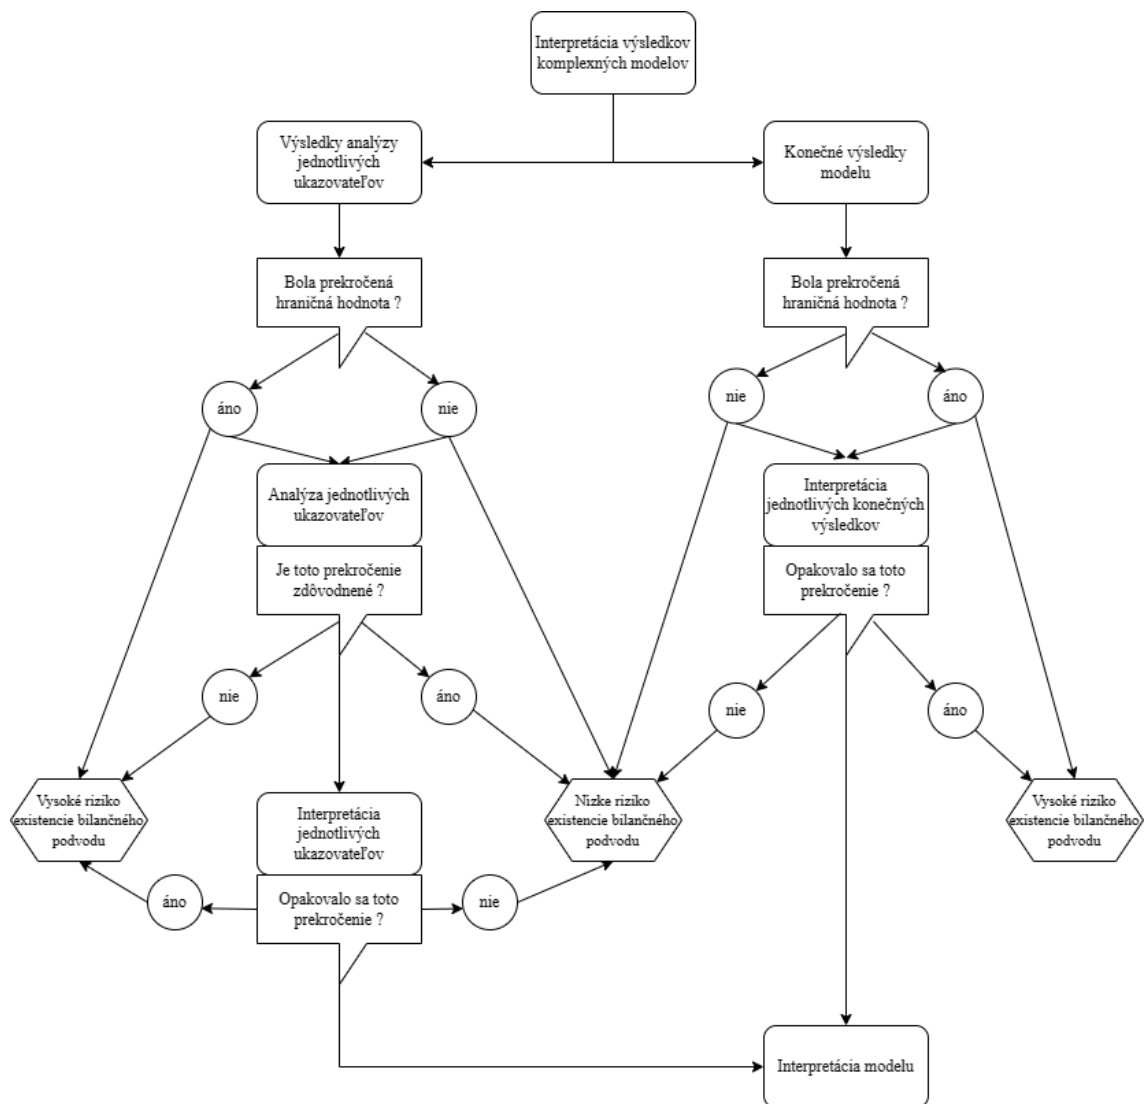 Interpretácia výsledkov
komplexných modelov
Výsledky analýzy
jednotlivých
ukazovateľov
Konečné výsledky
modelu
Bola prekročená
hraničná hodnota ?
Bola prekročená
hraničná hodnota ?
áno
nie
nie
áno
Analýza jednotlivých
ukazovateľov
Interpretácia
jednotlivých konečných
výsledkov
Je toto prekročenie
zdôvodnené ?
Opakovalo sa toto
prekročenie ?
nie
áno
nie
áno
Vysoké riziko
existencie bilančného
podvodu
Interpretácia
jednotlivých
ukazovateľov
Nízke riziko
existencie bilančného
podvodu
Vysoké riziko
existencie bilančného
podvodu
áno
Opakovalo sa toto
prekročenie ?
nie
Interpretácia modelu